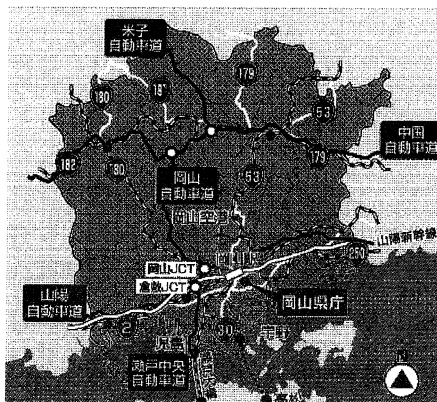 米子
自動車道
179
180
181
53
中国
自動車道
182
180
岡山
自動車道
53
179
岡山空港
山陽新幹線
岡山JCT
250
倉敷JCT
岡山県庁
山陽
自動車道
2
30
宇野
児島
瀬戸中央
自動車道